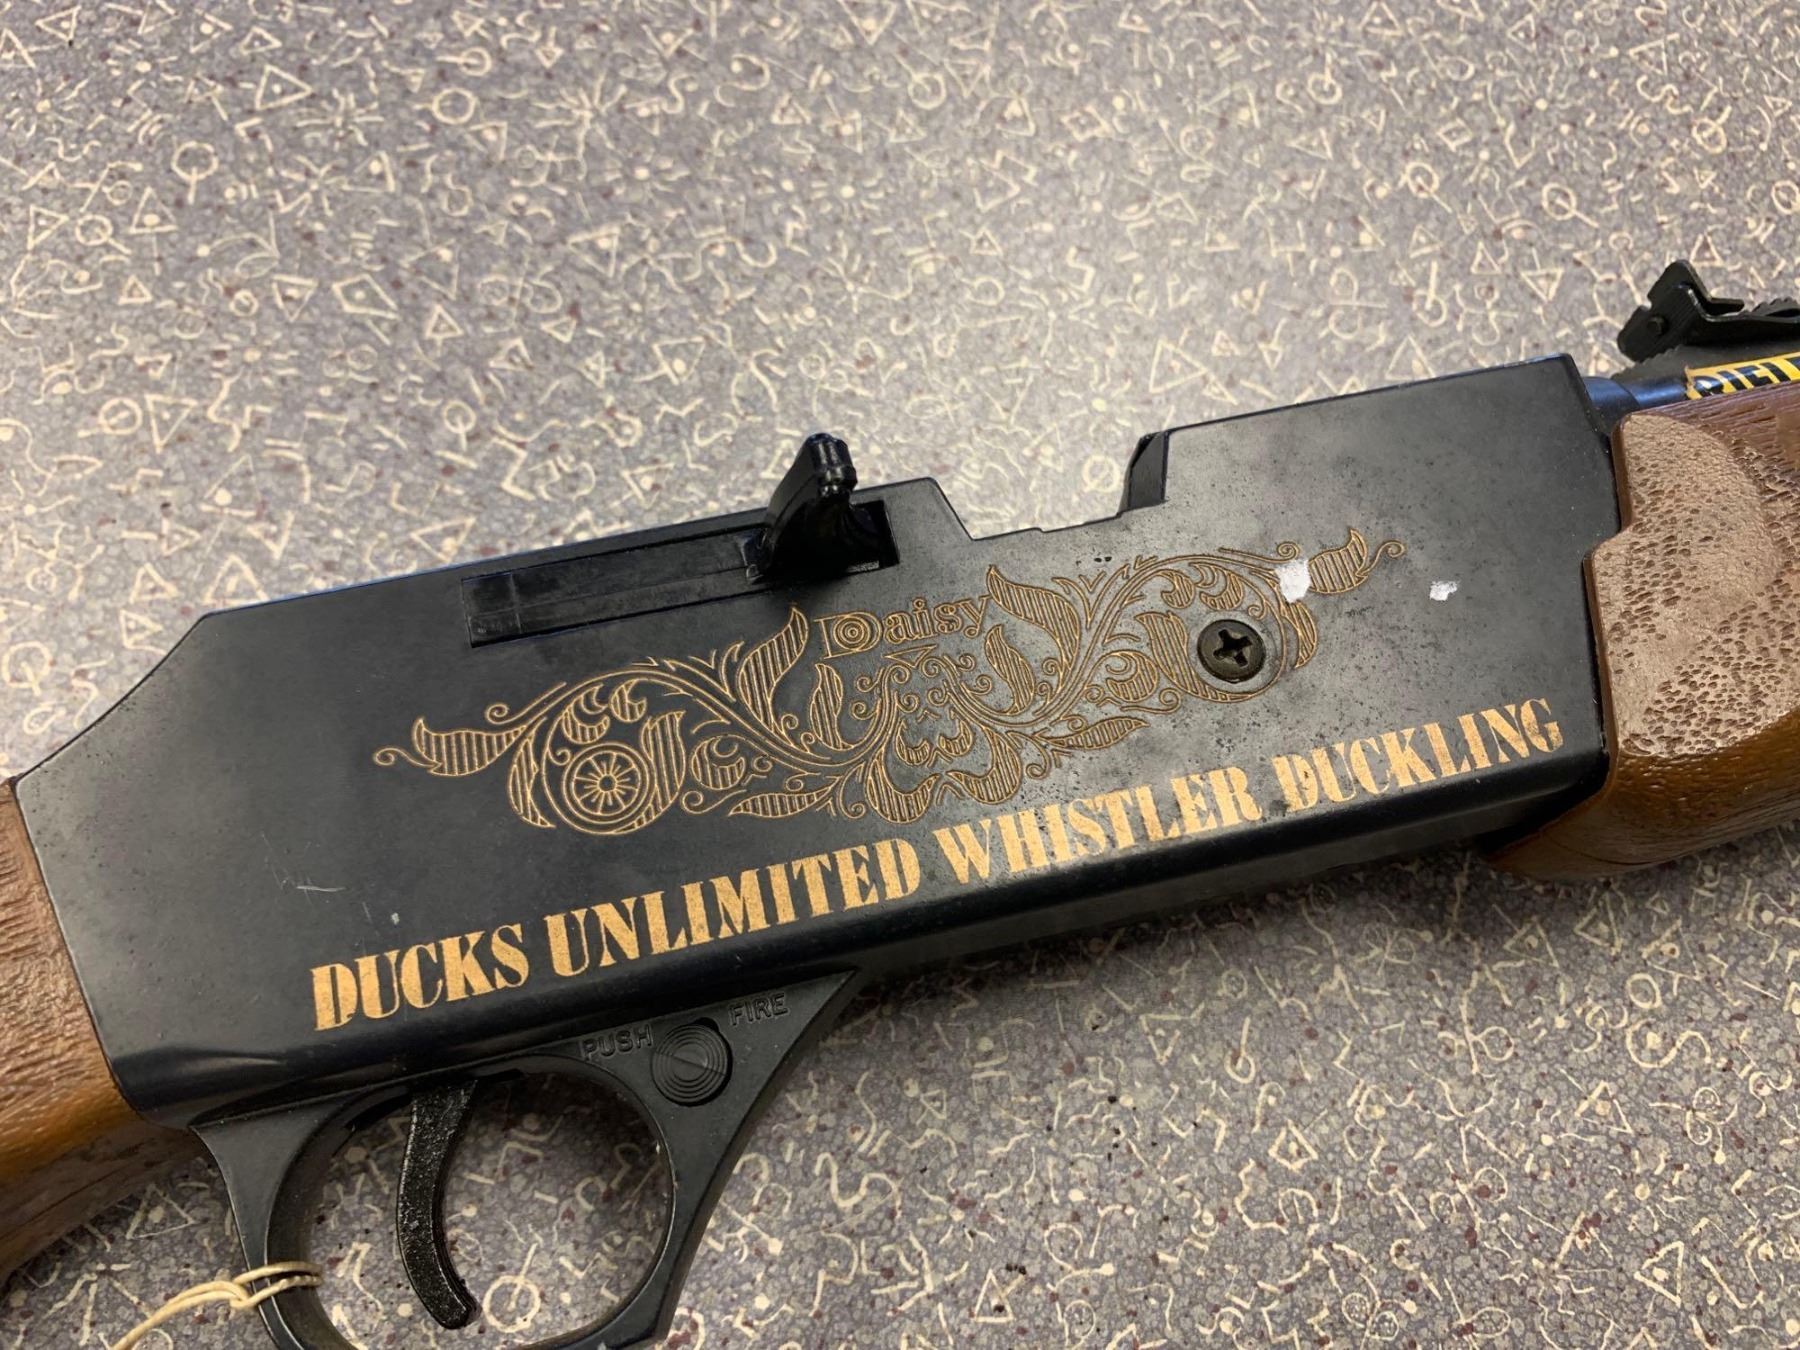 Daisy
DUCKS UNLIMITED WHISTLER DUCKLING
PUSH
FIRE